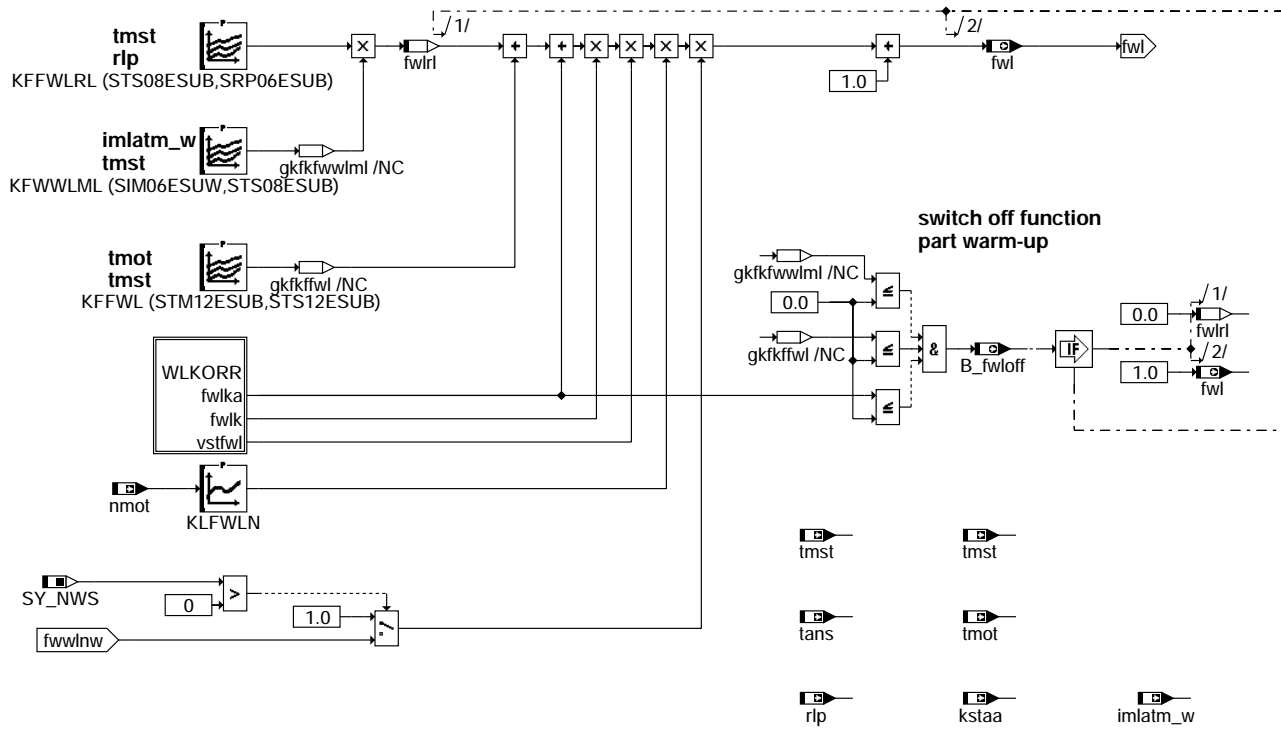 / 1/
/ 2/
tmst
rlp
KFFWLRL (STS08ESUB,SRP06ESUB)
P
×
fwlrl
+
+
×
×
×
×
+
1.0
fwl
fwl
imlatm_w
tmst
KFWWLML (SIM06ESUW,STS08ESUB)
P
gkfkfwwlml /NC
switch off function
part warm-up
tmot
tmst
KFFWL (STM12ESUB,STS12ESUB)
P
gkfkffwl /NC
gkfkfwwlml /NC
0.0
gkfkffwl /NC
≤
≤
≤
&
B_fwloff
IF
0.0
/ 1/
fwlrl
/ 2/
1.0
fwl
WLKORR
fwlka
fwlk
vstfwl
nmot
P
KLFWLN
SY_NWS
0
>
1.0
fwwlnw
tmst
tmst
tans
tmot
rlp
kstaa
imlatm_w